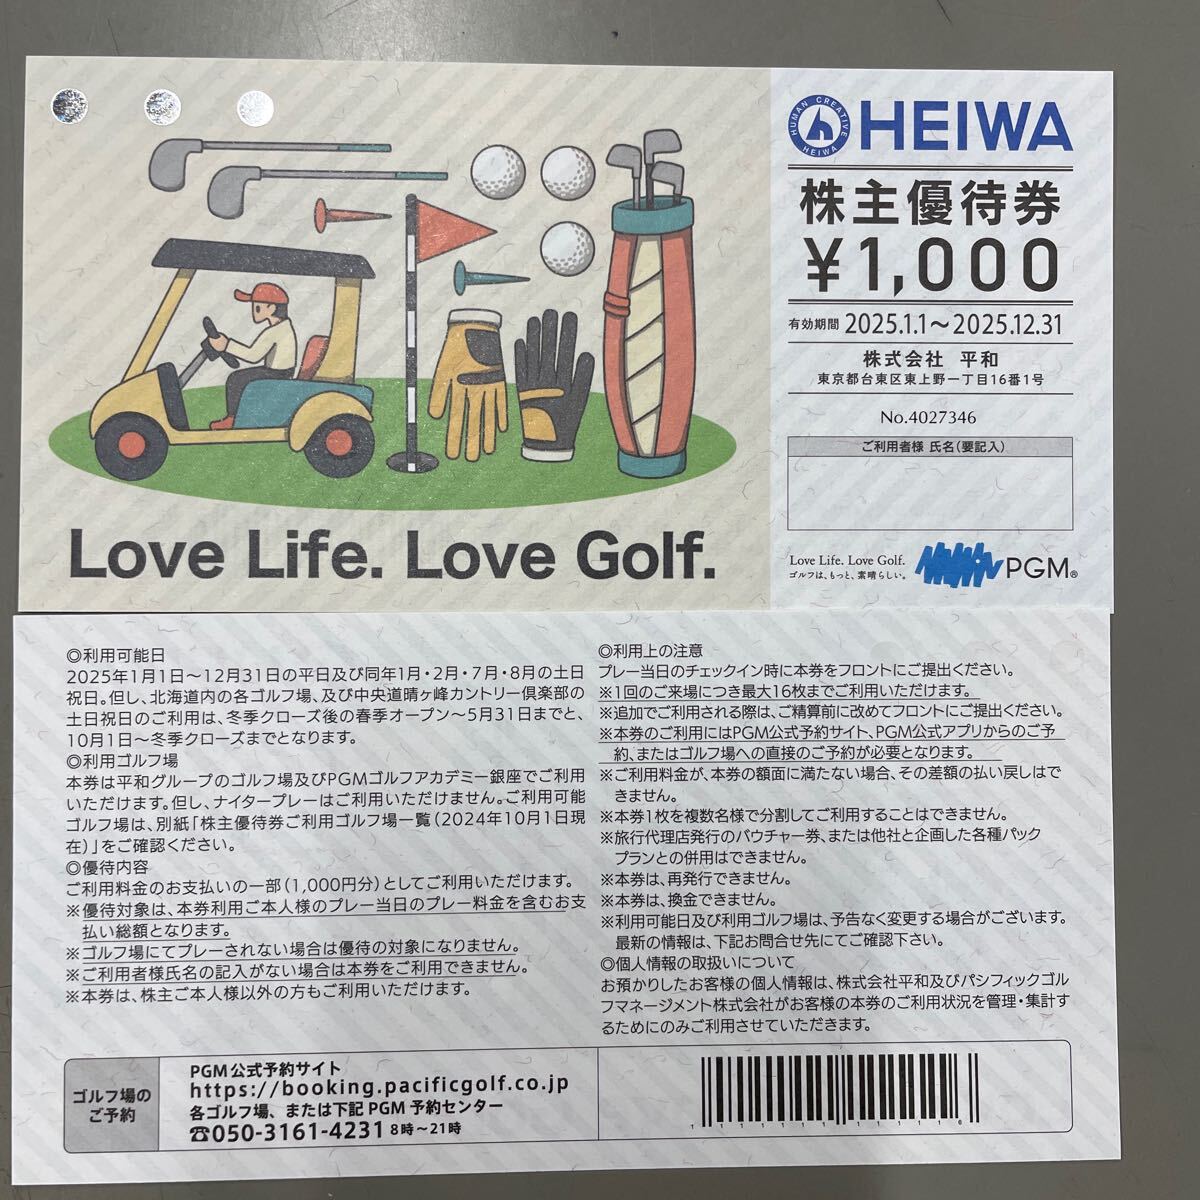 HUMAN CREATIVE
HEIWA
HEIWA
株主優待券
¥1,000
有効期間 2025.1.1～2025.12.31
株式会社 平和
東京都台東区東上野一丁目16番1号
No.4027346
ご利用者様 氏名(要記入)
Love Life. Love Golf.
Love Life. Love Golf.
ゴルフは、もっと、素晴らしい。
PGM®
◎利用可能日
2025年1月1日～12月31日の平日及び同年1月・2月・7月・8月の土日
祝日。但し、北海道内の各ゴルフ場、及び中央道晴ヶ峰カントリー倶楽部の
土日祝日のご利用は、冬季クローズ後の春季オープン～5月31日までと、
10月1日～冬季クローズまでとなります。
◎利用ゴルフ場
本券は平和グループのゴルフ場及びPGMゴルフアカデミー銀座でご利用
いただけます。但し、ナイタープレーはご利用いただけません。ご利用可能
ゴルフ場は、別紙「株主優待券ご利用ゴルフ場一覧(2024年10月1日現
在)」をご確認ください。
◎優待内容
ご利用料金のお支払いの一部(1,000円分)としてご利用いただけます。
※優待対象は、本券利用ご本人様のプレー当日のプレー料金を含むお支
払い総額となります。
※ゴルフ場にてプレーされない場合は優待の対象になりません。
※ご利用者様氏名の記入がない場合は本券をご利用できません。
※本券は、株主ご本人様以外の方もご利用いただけます。
◎利用上の注意
プレー当日のチェックイン時に本券をフロントにご提出ください。
※1回のご来場につき最大16枚までご利用いただけます。
※追加でご利用される際は、ご精算前に改めてフロントにご提出ください。
※本券のご利用にはPGM公式予約サイト、PGM公式アプリからのご予
約、またはゴルフ場への直接のご予約が必要となります。
※ご利用料金が、本券の額面に満たない場合、その差額の払い戻しはで
きません。
※本券1枚を複数名様で分割してご利用することはできません。
※旅行代理店発行のバウチャー券、または他社と企画した各種パック
プランとの併用はできません。
※本券は、再発行できません。
※本券は、換金できません。
※利用可能日及び利用ゴルフ場は、予告なく変更する場合がございます。
最新の情報は、下記お問合せ先にてご確認下さい。
◎個人情報の取扱いについて
お預かりしたお客様の個人情報は、株式会社平和及びパシフィックゴル
フマネージメント株式会社がお客様の本券のご利用状況を管理・集計す
るためにのみご利用させていただきます。
ゴルフ場の
ご予約
PGM公式予約サイト
https://booking.pacificgolf.co.jp
各ゴルフ場、または下記PGM予約センター
☎050-3161-4231 8時～21時